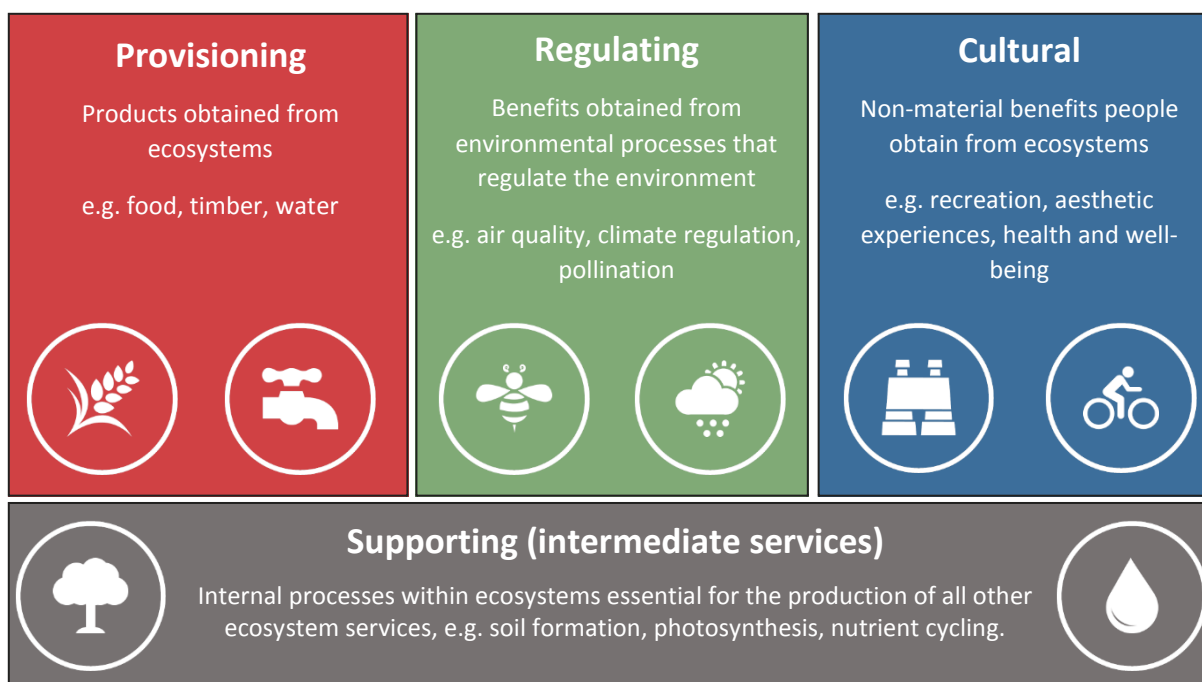 Provisioning
Products obtained from
ecosystems
e.g. food, timber, water
Regulating
Benefits obtained from
environmental processes that
regulate the environment
e.g. air quality, climate regulation,
pollination
Cultural
Non-material benefits people
obtain from ecosystems
e.g. recreation, aesthetic
experiences, health and well-
being
Supporting (intermediate services)
Internal processes within ecosystems essential for the production of all other
ecosystem services, e.g. soil formation, photosynthesis, nutrient cycling.